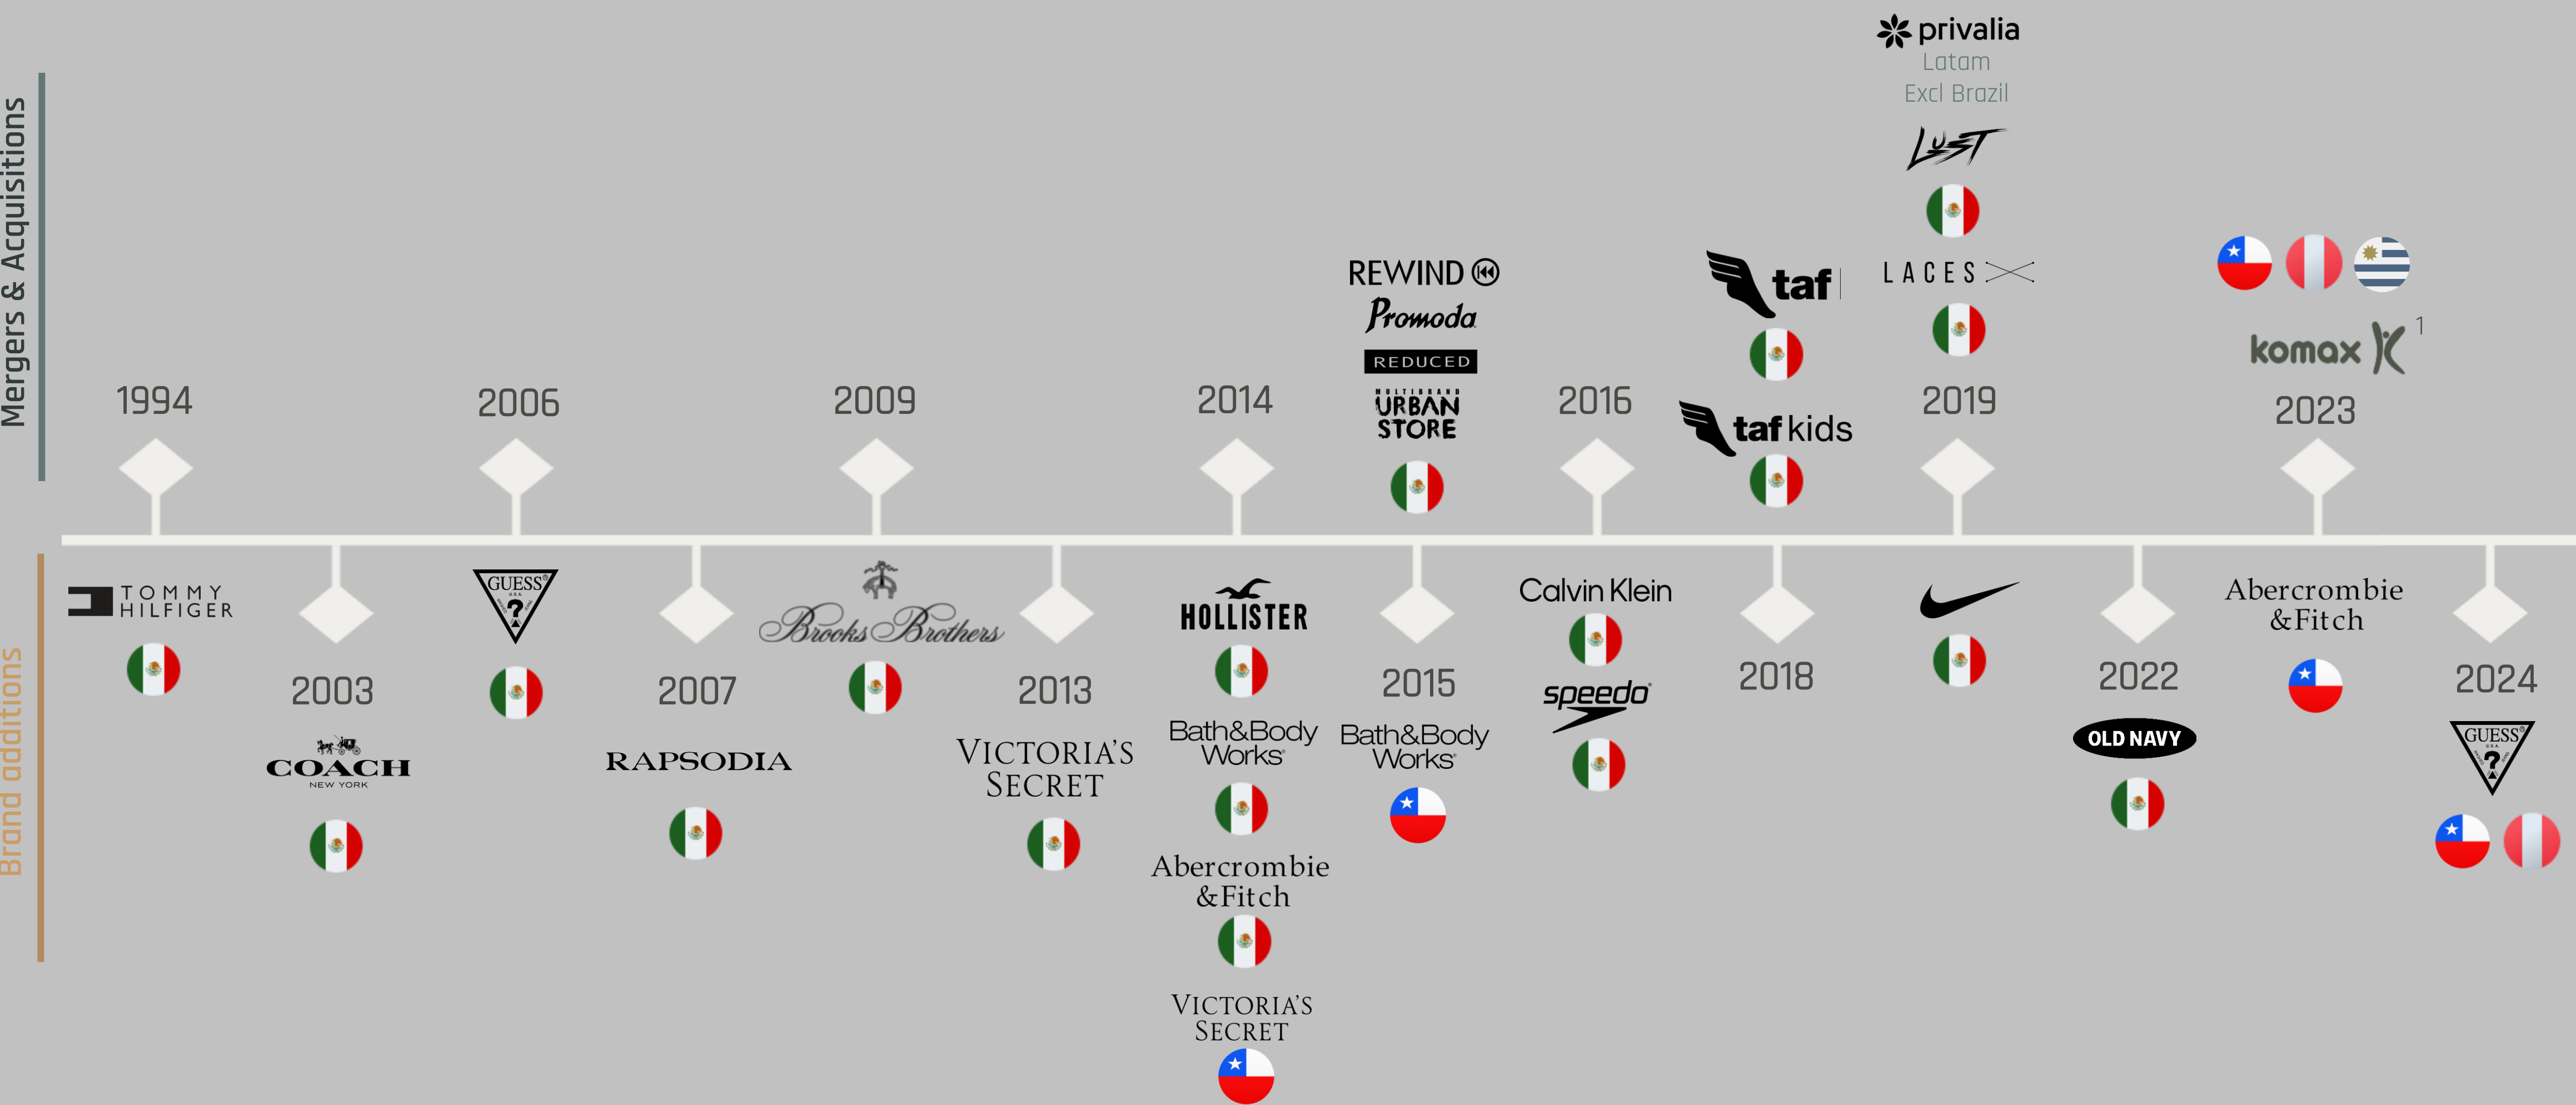 Mergers & Acquisitions
Brand additions
1994
TOMMY
HILFIGER
2003
COACH
NEW YORK
2006
GUESS®
U.S.A.
?
2007
RAPSODIA
2009
Brooks Brothers
2013
VICTORIA'S
SECRET
2014
HOLLISTER
Bath&Body
Works®
Abercrombie
&Fitch
VICTORIA'S
SECRET
REWIND
Promoda
REDUCED
MULTIBRAND
URBAN
STORE
2015
Bath&Body
Works®
2016
Calvin Klein
speedo®
taf
taf kids
2018
privalia
Latam
Excl Brazil
LUST
LACES
2019
2022
OLD NAVY
komax 1
2023
Abercrombie
&Fitch
2024
GUESS®
U.S.A.
?